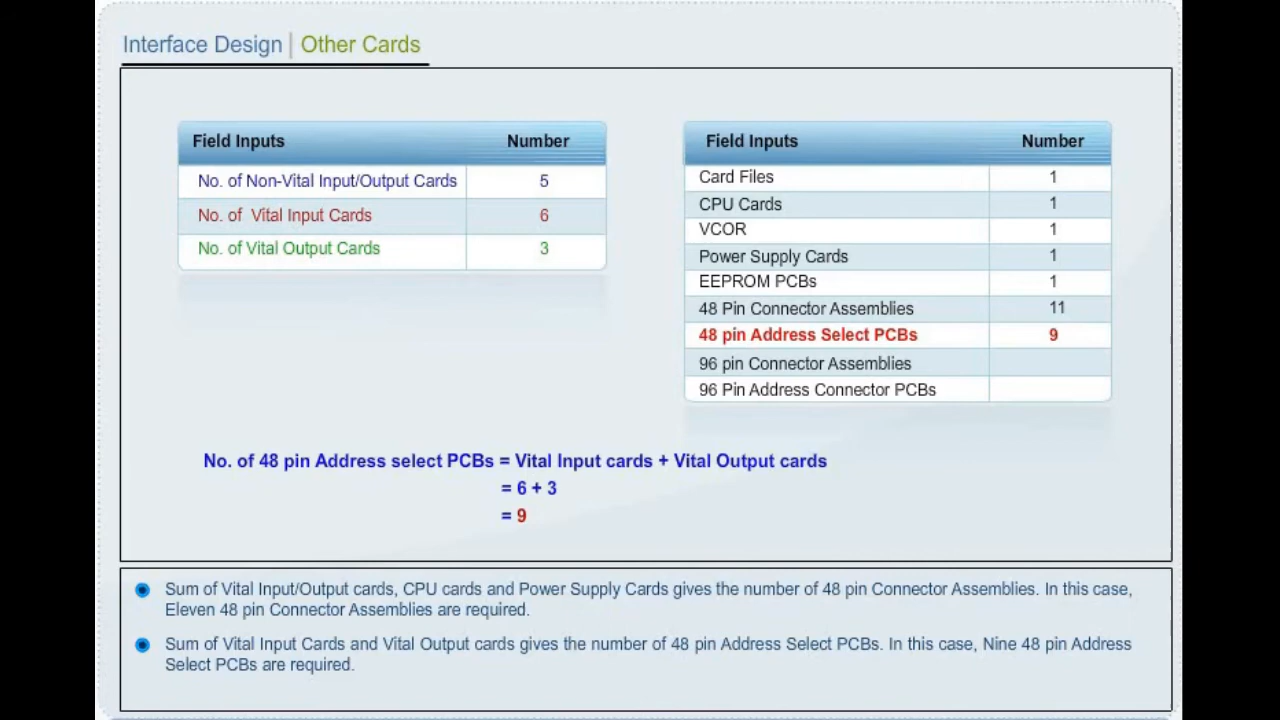 Interface Design | Other Cards
Field Inputs Number
No. of Non-Vital Input/Output Cards 5
No. of Vital Input Cards 6
No. of Vital Output Cards 3
Field Inputs Number
Card Files 1
CPU Cards 1
VCOR 1
Power Supply Cards 1
EEPROM PCBs 1
48 Pin Connector Assemblies 11
48 pin Address Select PCBs 9
96 pin Connector Assemblies
96 Pin Address Connector PCBs
No. of 48 pin Address select PCBs = Vital Input cards + Vital Output cards
= 6 + 3
= 9
Sum of Vital Input/Output cards, CPU cards and Power Supply Cards gives the number of 48 pin Connector Assemblies. In this case,
Eleven 48 pin Connector Assemblies are required.
Sum of Vital Input Cards and Vital Output cards gives the number of 48 pin Address Select PCBs. In this case, Nine 48 pin Address
Select PCBs are required.